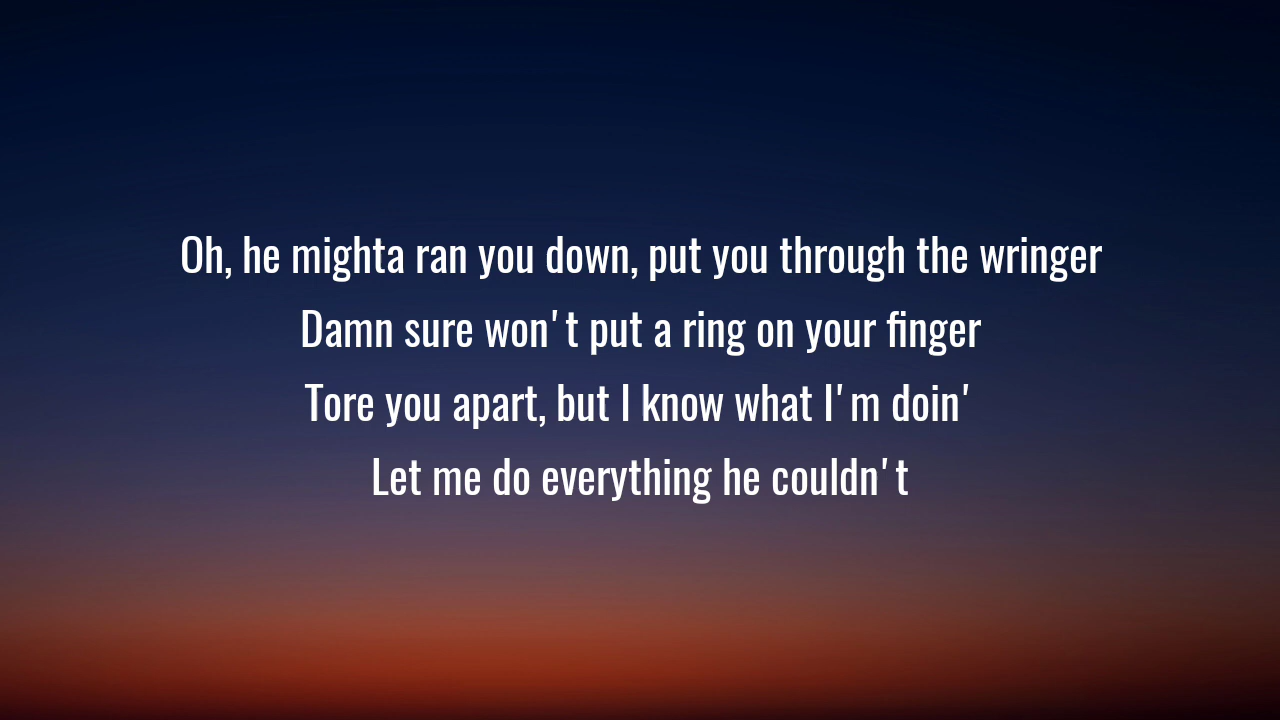 Oh, he mighta ran you down, put you through the wringer
Damn sure won't put a ring on your finger
Tore you apart, but I know what I'm doin'
Let me do everything he couldn't